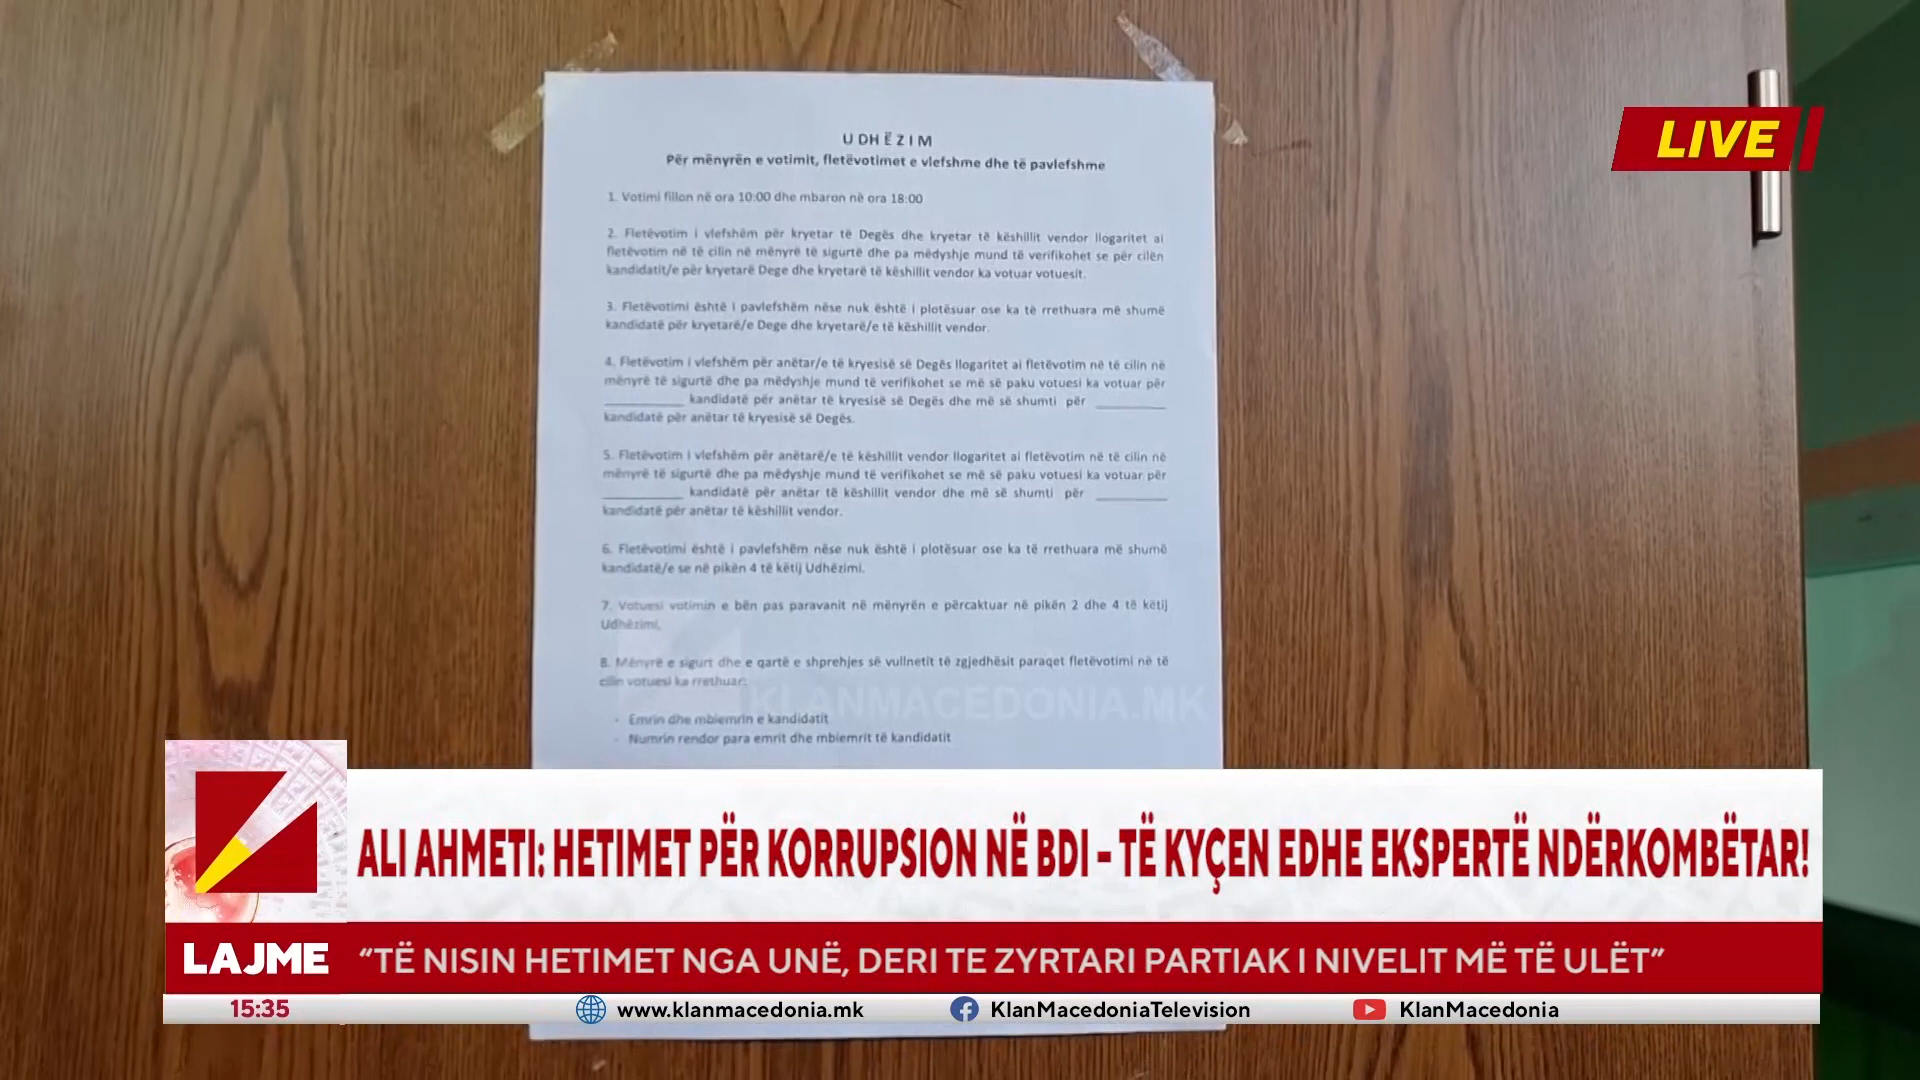 UDHËZIM
Për mënyrën e votimit, fletëvotimet e vlefshme dhe të pavlefshme
1. Votimi fillon në ora 10:00 dhe mbaron në ora 18:00
2. Fletëvotim i vlefshëm për kryetar të Degës dhe kryetar të këshillit vendor llogaritet ai
fletëvotim në të cilin në mënyrë të sigurtë dhe pa mëdyshje mund të verifikohet se për cilën
kandidatit/e për kryetarë Dege dhe kryetarë të këshillit vendor ka votuar votuesit.
3. Fletëvotimi është i pavlefshëm nëse nuk është i plotësuar ose ka të rrethuara më shumë
kandidatë për kryetarë/e Dege dhe kryetarë/e të këshillit vendor.
4. Fletëvotim i vlefshëm për anëtar/e të kryesisë së Degës llogaritet ai fletëvotim në të cilin në
mënyrë të sigurtë dhe pa mëdyshje mund të verifikohet se më së paku votuesi ka votuar për
__________ kandidatë për anëtar të kryesisë së Degës dhe më së shumti për _________
kandidatë për anëtar të kryesisë së Degës.
5. Fletëvotim i vlefshëm për anëtarë/e të këshillit vendor llogaritet ai fletëvotim në të cilin në
mënyrë të sigurtë dhe pa mëdyshje mund të verifikohet se më së paku votuesi ka votuar për
__________ kandidatë për anëtar të këshillit vendor dhe më së shumti për _________
kandidatë për anëtar të këshillit vendor.
6. Fletëvotimi është i pavlefshëm nëse nuk është i plotësuar ose ka të rrethuara më shumë
kandidatë/e se në pikën 4 të këtij Udhëzimi.
7. Votuesi votimin e bën pas paravanit në mënyrën e përcaktuar në pikën 2 dhe 4 të këtij
Udhëzimi.
8. Mënyrë e sigurt dhe e qartë e shprehjes së vullnetit të zgjedhësit paraqet fletëvotimi në të
cilin votuesi ka rrethuar:
- Emrin dhe mbiemrin e kandidatit
- Numrin rendor para emrit dhe mbiemrit të kandidatit
KLANMACEDONIA.MK
LIVE
ALI AHMETI: HETIMET PËR KORRUPSION NË BDI – TË KYÇEN EDHE EKSPERTË NDËRKOMBËTAR!
LAJME
“TË NISIN HETIMET NGA UNË, DERI TE ZYRTARI PARTIAK I NIVELIT MË TË ULËT”
15:35
www.klanmacedonia.mk
KlanMacedoniaTelevision
KlanMacedonia